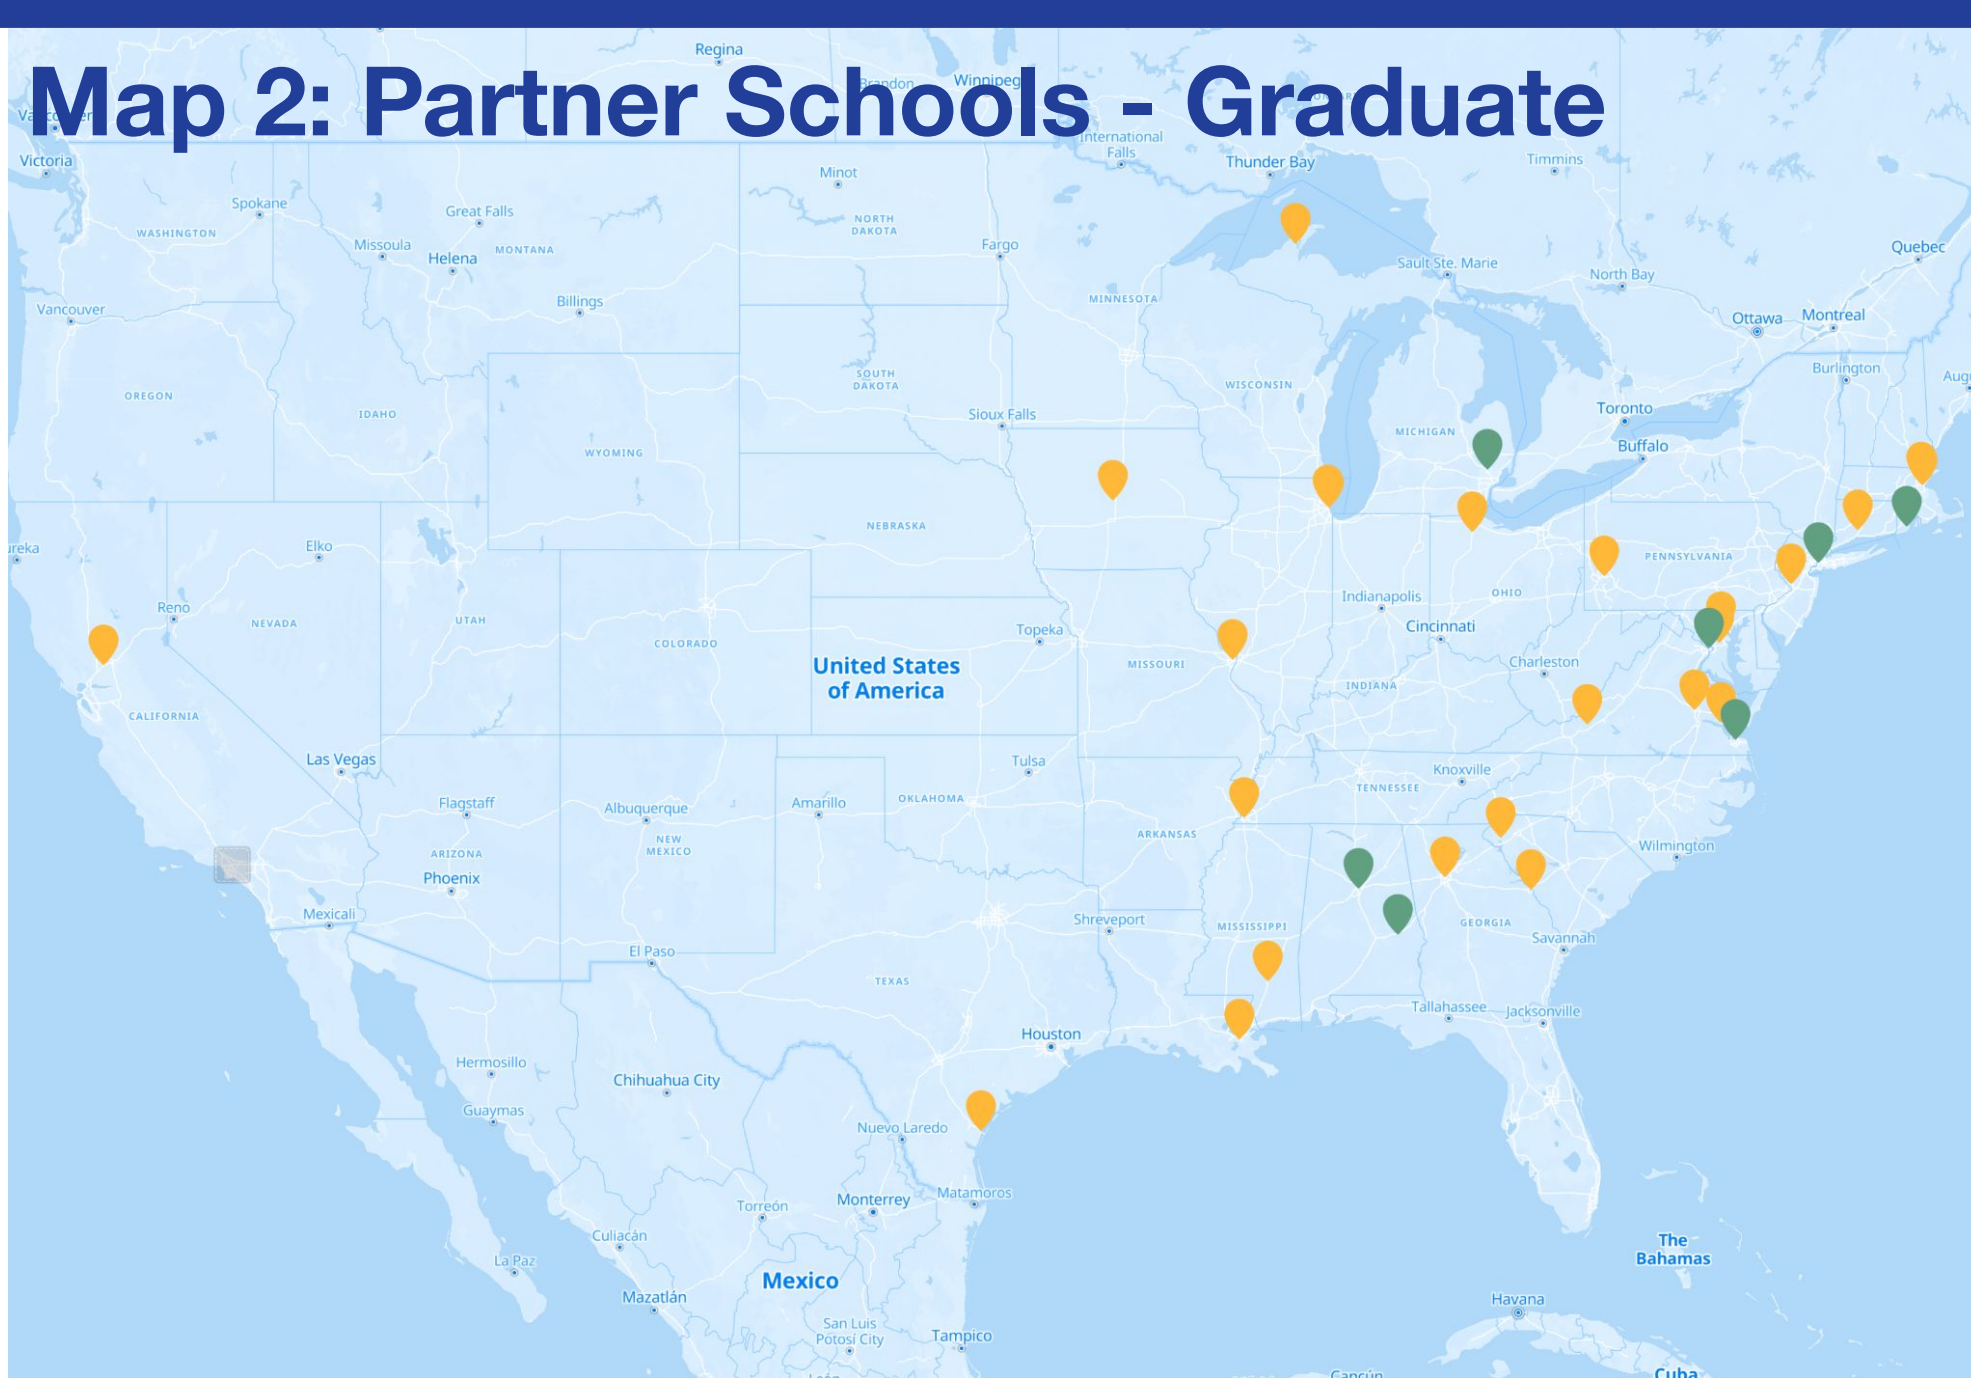 Map 2: Partner Schools - Graduate
Regina
Brandon
Winnipeg
International
Falls
Thunder Bay
Timmins
Victoria
Minot
Spokane
Great Falls
NORTH
DAKOTA
WASHINGTON
Missoula
Helena
MONTANA
Fargo
Quebec
Sault Ste. Marie
North Bay
Billings
MINNESOTA
Vancouver
Ottawa
Montreal
Burlington
Aug
SOUTH
DAKOTA
WISCONSIN
OREGON
IDAHO
Sioux Falls
Toronto
MICHIGAN
Buffalo
WYOMING
NEBRASKA
ureka
Elko
PENNSYLVANIA
Reno
NEVADA
UTAH
Indianapolis
OHIO
COLORADO
Topeka
Cincinnati
United States
of America
MISSOURI
Charleston
INDIANA
CALIFORNIA
Las Vegas
Tulsa
Knoxville
TENNESSEE
Flagstaff
Albuquerque
Amarillo
OKLAHOMA
NEW
MEXICO
ARKANSAS
ARIZONA
Wilmington
Phoenix
Mexicali
Shreveport
MISSISSIPPI
GEORGIA
Savannah
El Paso
TEXAS
Tallahassee
Jacksonville
Houston
Hermosillo
Chihuahua City
Guaymas
Nuevo Laredo
Monterrey
Matamoros
Torreón
Culiacán
La Paz
The
Bahamas
Mexico
Mazatlán
Havana
San Luis
Potosí City
Tampico
Cancún
Cuba